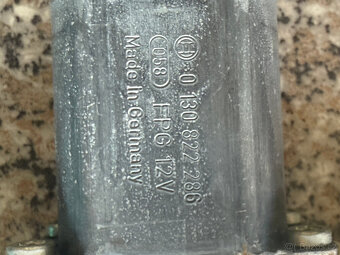 0 130 822 286
(058) FPG 12V
Made in Germany